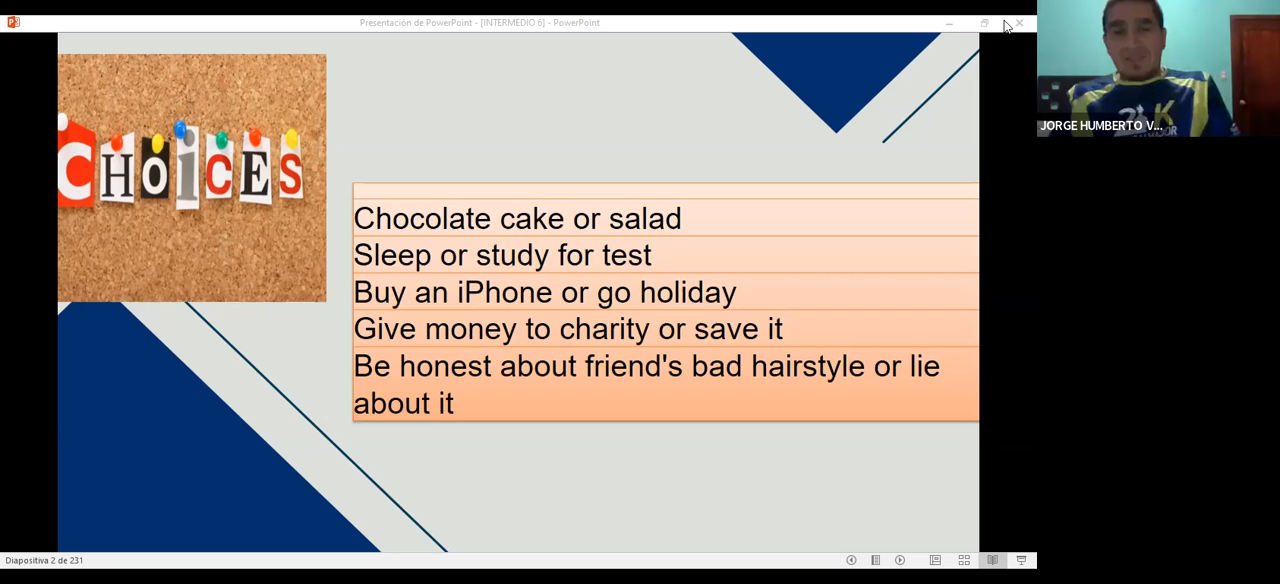 Presentación de PowerPoint - [INTERMEDIO 6] - PowerPoint
CHOiCES
Chocolate cake or salad
Sleep or study for test
Buy an iPhone or go holiday
Give money to charity or save it
Be honest about friend's bad hairstyle or lie
about it
JORGE HUMBERTO V...
Diapositiva 2 de 231